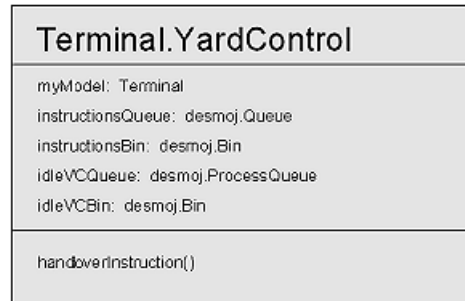 Terminal.YardControl
myModel: Terminal
instructionsQueue: desmoj.Queue
instructionsBin: desmoj.Bin
idleVCQueue: desmoj.ProcessQueue
idleVCBin: desmoj.Bin
handoverInstruction()